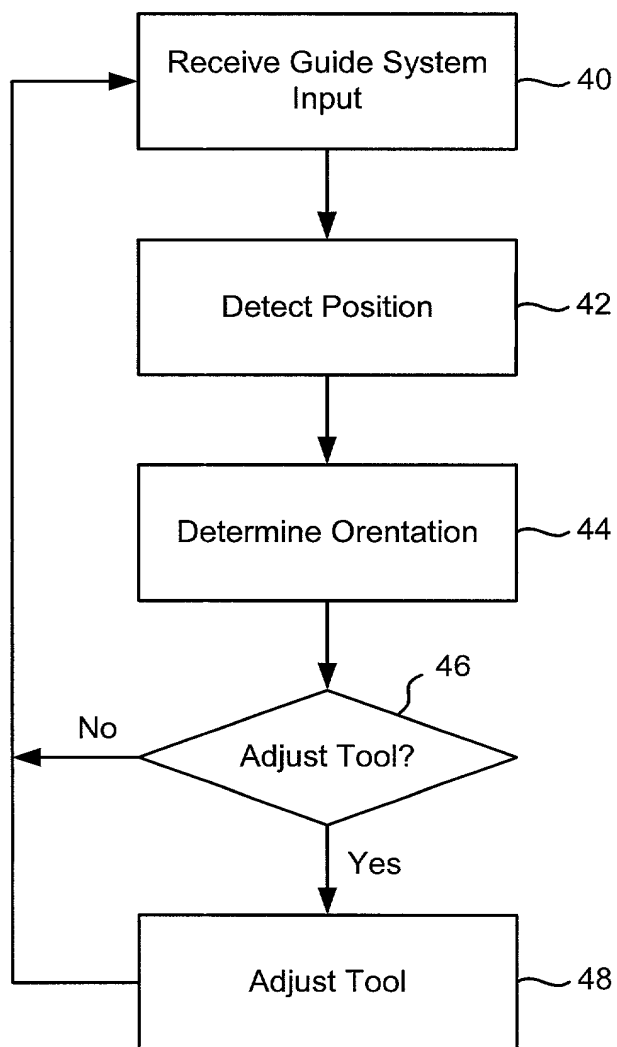 Receive Guide System
Input
40
Detect Position
42
Determine Orentation
44
46
No
Adjust Tool?
Yes
Adjust Tool
48